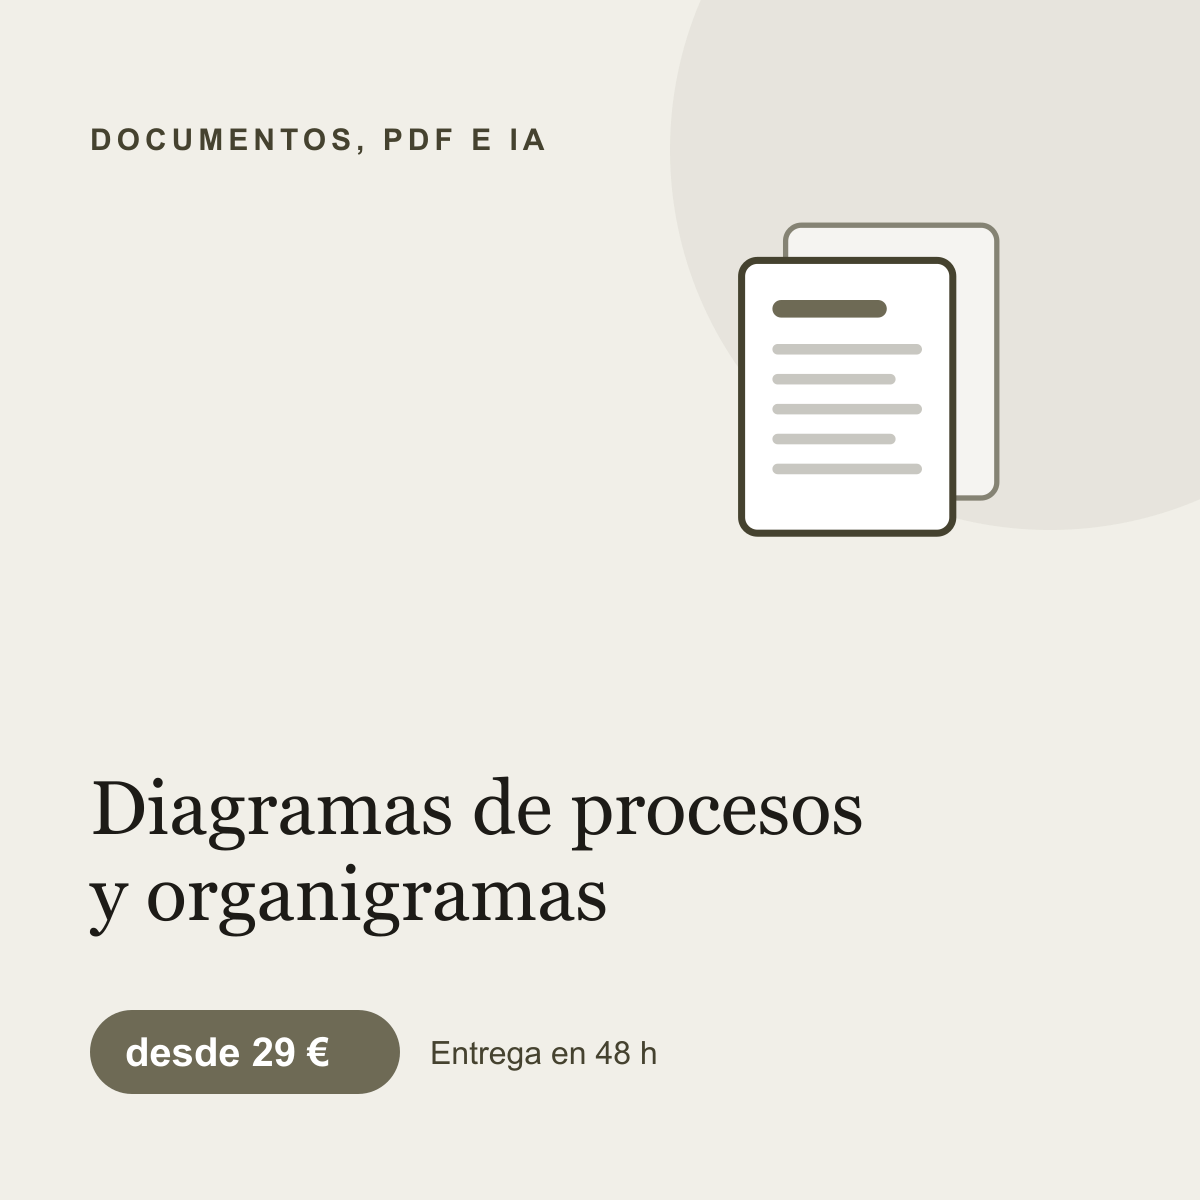 DOCUMENTOS, PDF E IA
Diagramas de procesos
y organigramas
desde 29 €
Entrega en 48 h